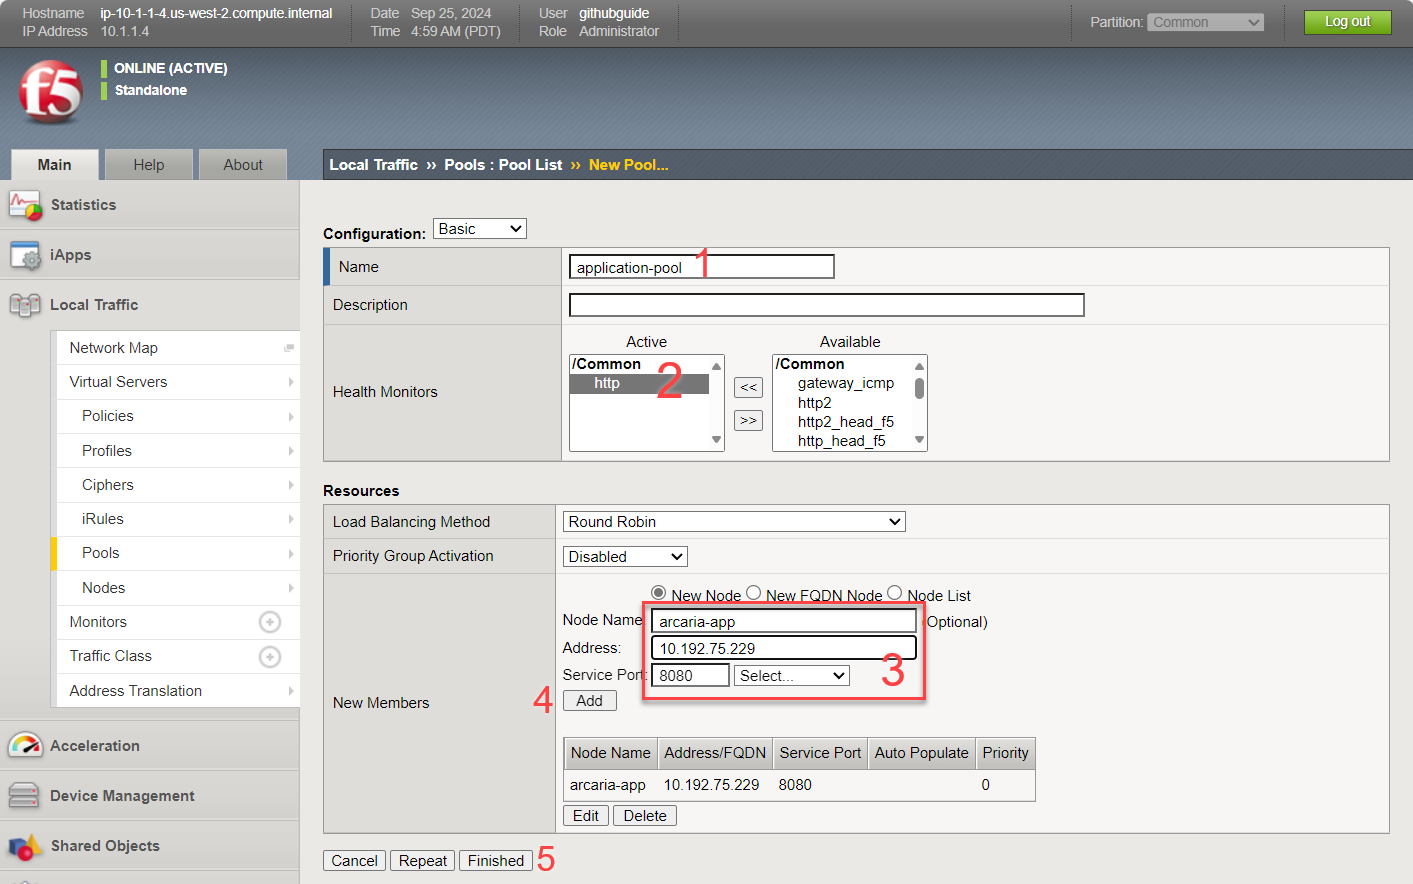 Hostname ip-10-1-1-4.us-west-2.compute.internal Date Sep 25, 2024 User githubguide
IP Address 10.1.1.4 Time 4:59 AM (PDT) Role Administrator
Partition: Common Log out
f5
ONLINE (ACTIVE)
Standalone
Main Help About
Local Traffic ›› Pools : Pool List ›› New Pool...
Statistics
iApps
Local Traffic
Network Map
Virtual Servers
Policies
Profiles
Ciphers
iRules
Pools
Nodes
Monitors
Traffic Class
Address Translation
Acceleration
Device Management
Shared Objects
Configuration: Basic
Name application-pool 1
Description
Active Available
Health Monitors
/Common
http 2
<<
>>
/Common
gateway_icmp
http2
http2_head_f5
http_head_f5
Resources
Load Balancing Method Round Robin
Priority Group Activation Disabled
New Members
New Node New FQDN Node Node List
Node Name: arcaria-app (Optional)
Address: 10.192.75.229
Service Port: 8080 Select... 3
4 Add
Node Name Address/FQDN Service Port Auto Populate Priority
arcaria-app 10.192.75.229 8080 0
Edit Delete
Cancel Repeat Finished 5